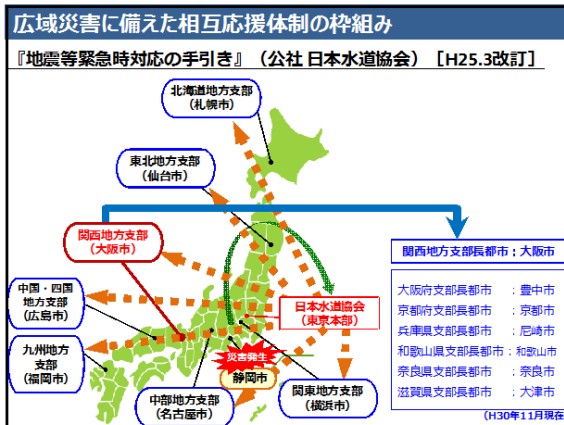 広域災害に備えた相互応援体制の枠組み
『地震等緊急時対応の手引き』（公社 日本水道協会）［H25.3改訂］
北海道地方支部
（札幌市）
東北地方支部
（仙台市）
関西地方支部
（大阪市）
中国・四国
地方支部
（広島市）
九州地方
支部
（福岡市）
中部地方支部
（名古屋市）
災害発生
静岡市
日本水道協会
（東京本部）
関東地方支部
（横浜市）
関西地方支部長都市：大阪市
大阪府支部長都市　：豊中市
京都府支部長都市　：京都市
兵庫県支部長都市　：尼崎市
和歌山県支部長都市：和歌山市
奈良県支部長都市　：奈良市
滋賀県支部長都市　：大津市
（H30年11月現在